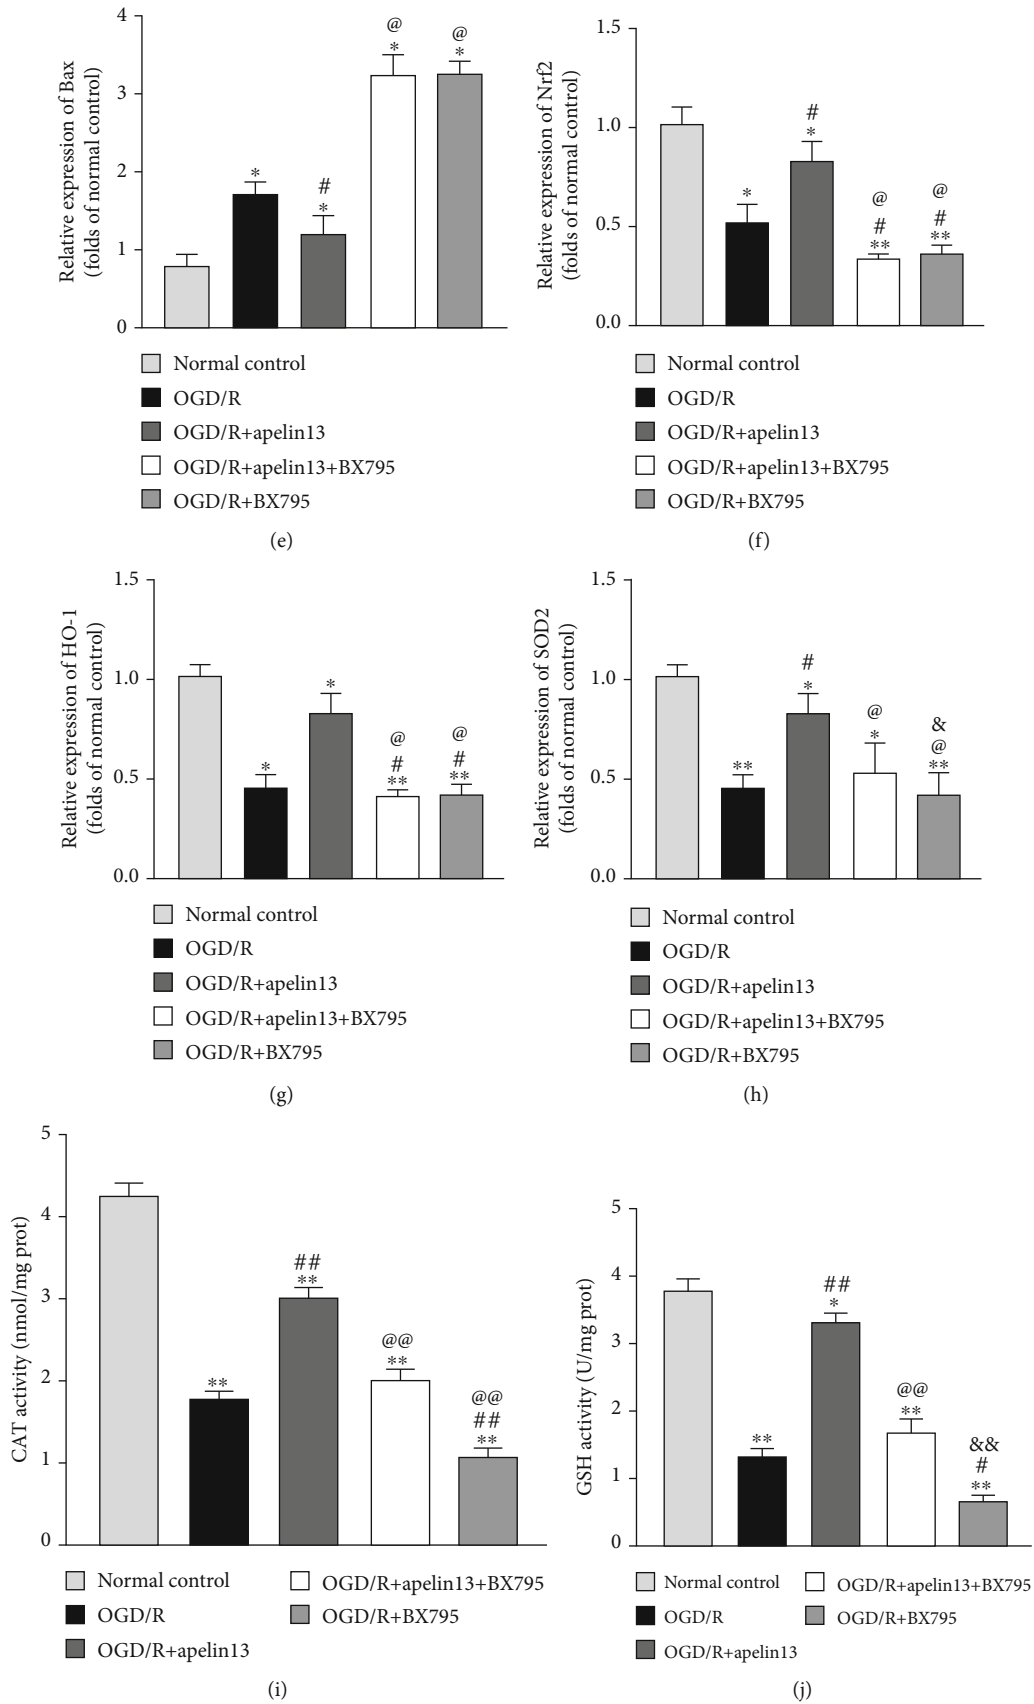 Relative expression of Bax
(folds of normal control)
4
3
2
1
0
*
#
*
@
*
@
*
Normal control
OGD/R
OGD/R+apelin13
OGD/R+apelin13+BX795
OGD/R+BX795
(e)
Relative expression of Nrf2
(folds of normal control)
1.5
1.0
0.5
0.0
*
#
*
@
#
**
@
#
**
Normal control
OGD/R
OGD/R+apelin13
OGD/R+apelin13+BX795
OGD/R+BX795
(f)
Relative expression of HO-1
(folds of normal control)
1.5
1.0
0.5
0.0
*
*
@
#
**
@
#
**
Normal control
OGD/R
OGD/R+apelin13
OGD/R+apelin13+BX795
OGD/R+BX795
(g)
Relative expression of SOD2
(folds of normal control)
1.5
1.0
0.5
0.0
**
#
*
@
*
&
@
**
Normal control
OGD/R
OGD/R+apelin13
OGD/R+apelin13+BX795
OGD/R+BX795
(h)
CAT activity (nmol/mg prot)
5
4
3
2
1
0
**
##
**
@@
**
@@
##
**
Normal control
OGD/R
OGD/R+apelin13
OGD/R+apelin13+BX795
OGD/R+BX795
(i)
GSH activity (U/mg prot)
5
4
3
2
1
0
**
##
*
@@
**
&&
#
**
Normal control
OGD/R
OGD/R+apelin13
OGD/R+apelin13+BX795
OGD/R+BX795
(j)